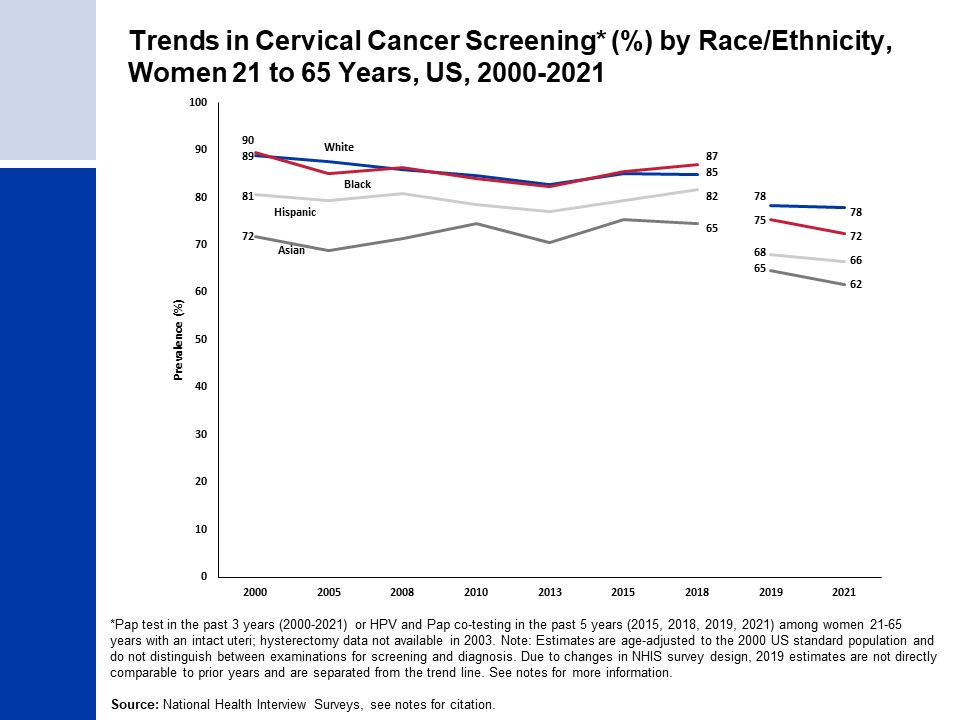 Trends in Cervical Cancer Screening* (%) by Race/Ethnicity,
Women 21 to 65 Years, US, 2000-2021
100
90
80
70
60
50
40
30
20
10
0
Prevalence (%)
90
89
81
72
White
Black
Hispanic
Asian
87
85
82
65
78
75
68
65
78
72
66
62
2000 2005 2008 2010 2013 2015 2018 2019 2021
*Pap test in the past 3 years (2000-2021) or HPV and Pap co-testing in the past 5 years (2015, 2018, 2019, 2021) among women 21-65
years with an intact uteri; hysterectomy data not available in 2003. Note: Estimates are age-adjusted to the 2000 US standard population and
do not distinguish between examinations for screening and diagnosis. Due to changes in NHIS survey design, 2019 estimates are not directly
comparable to prior years and are separated from the trend line. See notes for more information.
Source: National Health Interview Surveys, see notes for citation.